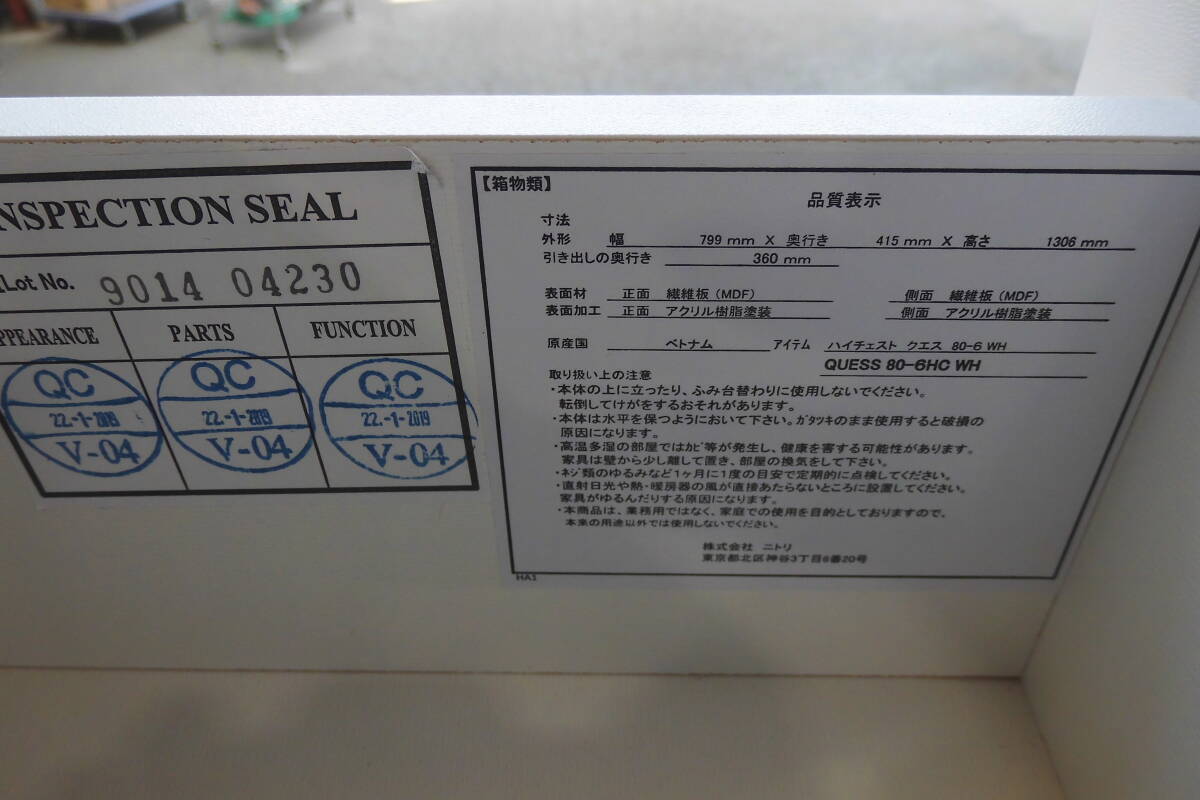 NSPECTION SEAL
Lot No. 9014 04230
PPEARANCE PARTS FUNCTION
QC QC QC
22.-1-2019 22.-1-2019 22.-1-2019
V-04 V-04 V-04
【箱物類】
品質表示
寸法
外形 幅 799 mm X 奥行き 415 mm X 高さ 1306 mm
引き出しの奥行き 360 mm
表面材 正面 繊維板(MDF) 側面 繊維板(MDF)
表面加工 正面 アクリル樹脂塗装 側面 アクリル樹脂塗装
原産国 ベトナム アイテム ハイチェスト クエス 80-6 WH
QUESS 80-6HC WH
取り扱い上の注意
・本体の上に立ったり、ふみ台替わりに使用しないでください。
転倒してけがをするおそれがあります。
・本体は水平を保つようにおいて下さい。ガタツキのまま使用すると破損の
原因になります。
・高温多湿の部屋ではカビ等が発生し、健康を害する可能性があります。
家具は壁から少し離して置き、部屋の換気をして下さい。
・ネジ類のゆるみなど1ヶ月に1度の目安で定期的に点検してください。
・直射日光や熱・暖房器の風が直接あたらないところに設置してください。
家具がゆるんだりする原因になります。
・本商品は、業務用ではなく、家庭での使用を目的としておりますので、
本来の用途以外では使用しないでください。
株式会社 ニトリ
東京都北区神谷3丁目6番20号
HA3